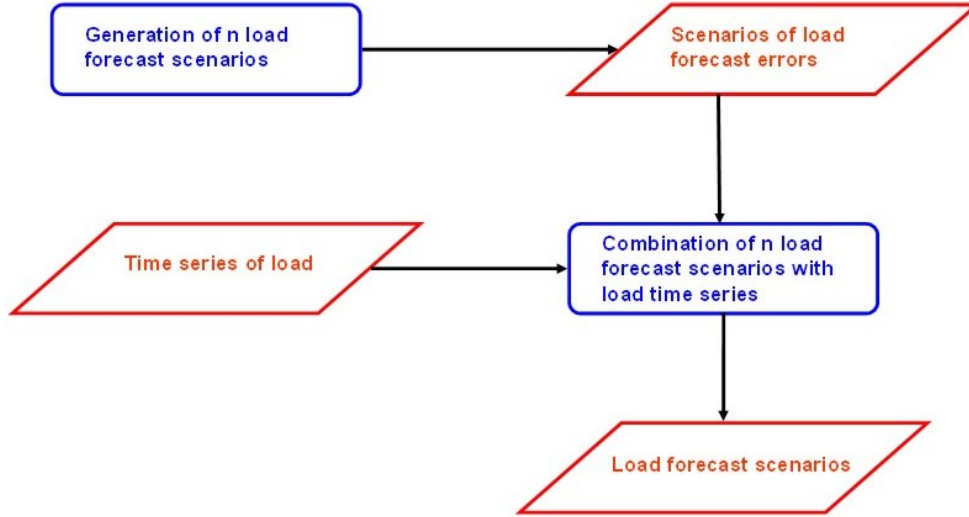 Generation of n load
forecast scenarios
Scenarios of load
forecast errors
Time series of load
Combination of n load
forecast scenarios with
load time series
Load forecast scenarios